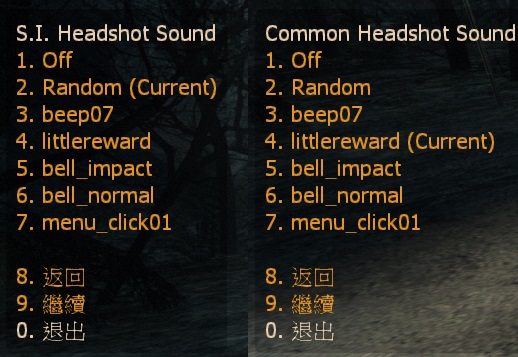 S.I. Headshot Sound
1. Off
2. Random (Current)
3. beep07
4. littlereward
5. bell_impact
6. bell_normal
7. menu_click01
8. 返回
9. 繼續
0. 退出
Common Headshot Sound
1. Off
2. Random
3. beep07
4. littlereward (Current)
5. bell_impact
6. bell_normal
7. menu_click01
8. 返回
9. 繼續
0. 退出